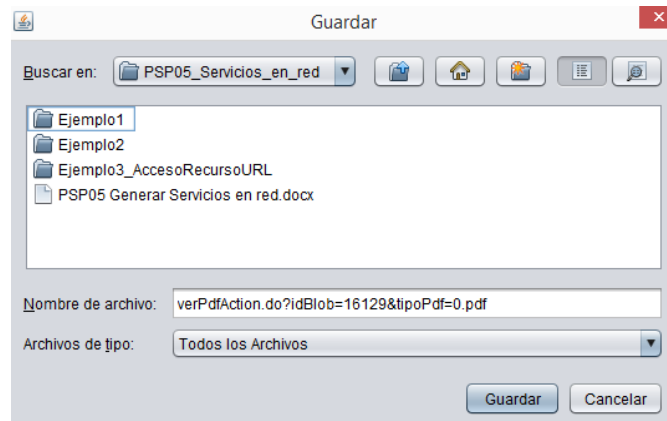 Guardar
Buscar en: PSP05_Servicios_en_red
Ejemplo1
Ejemplo2
Ejemplo3_AccesoRecursoURL
PSP05 Generar Servicios en red.docx
Nombre de archivo: verPdfAction.do?idBlob=16129&tipoPdf=0.pdf
Archivos de tipo: Todos los Archivos
Guardar Cancelar